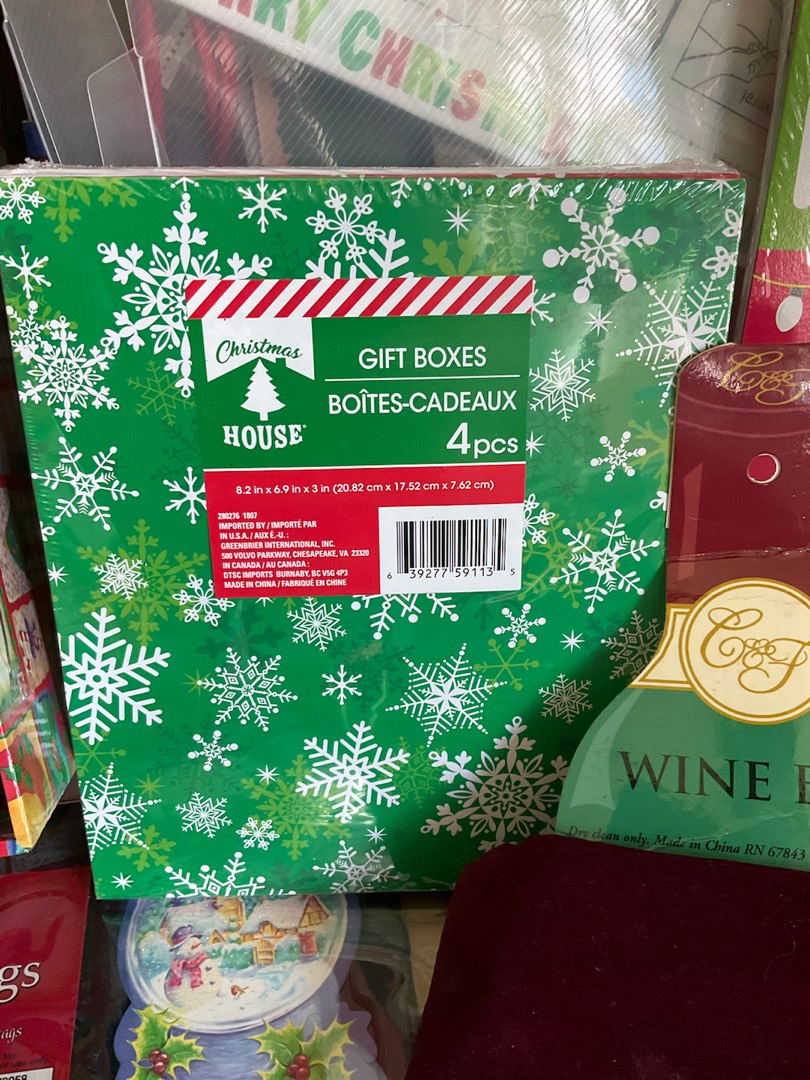 RY CHRIST
Christmas
HOUSE®
GIFT BOXES
BOÎTES-CADEAUX
4pcs
8.2 in x 6.9 in x 3 in (20.82 cm x 17.52 cm x 7.62 cm)
280276 1807
IMPORTED BY / IMPORTÉ PAR
IN U.S.A. / AUX É.-U. :
GREENBRIER INTERNATIONAL, INC.
500 VOLVO PARKWAY, CHESAPEAKE, VA 23320
IN CANADA / AU CANADA :
DTSC IMPORTS BURNABY, BC V5G 4P3
MADE IN CHINA / FABRIQUÉ EN CHINE
6 39277 59113 5
C&F
C&F
WINE
Dry clean only. Made in China RN 67843
gs
ags